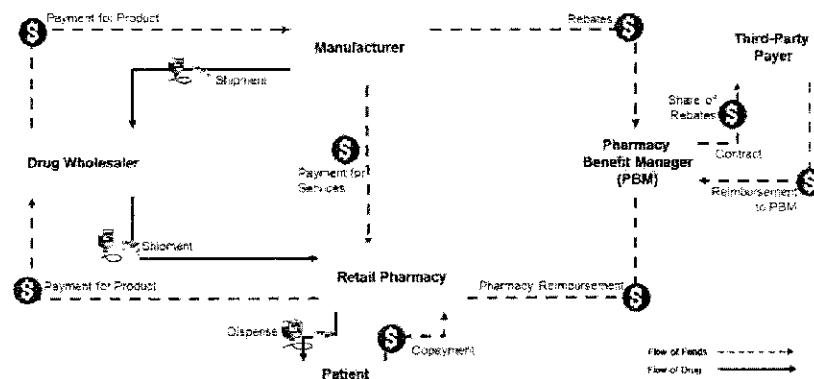 Payment for Product
Rebates
Manufacturer
Third-Party
Payer
Shipment
Share of
Rebates
Drug Wholesaler
Payment for
Services
Pharmacy
Benefit Manager
(PBM)
Contract
Reimbursement
to PBM
Shipment
Retail Pharmacy
Payment for Product
Pharmacy Reimbursement
Dispense
Copayment
Patient
Flow of Funds
Flow of Drug